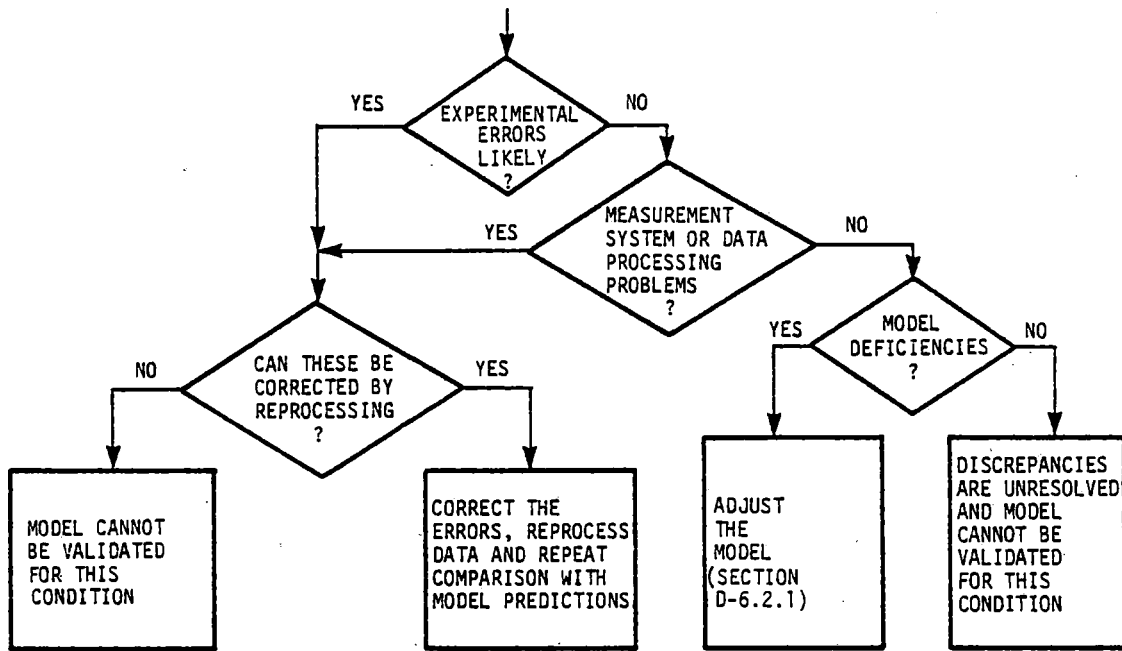 YES
NO
EXPERIMENTAL
ERRORS
LIKELY
?
YES
MEASUREMENT
SYSTEM OR DATA
PROCESSING
PROBLEMS
?
NO
YES
MODEL
DEFICIENCIES
?
NO
NO
CAN THESE BE
CORRECTED BY
REPROCESSING
?
YES
MODEL CANNOT
BE VALIDATED
FOR THIS
CONDITION
CORRECT THE
ERRORS, REPROCESS
DATA AND REPEAT
COMPARISON WITH
MODEL PREDICTIONS
ADJUST
THE
MODEL
(SECTION
D-6.2.1)
DISCREPANCIES
ARE UNRESOLVED
AND MODEL
CANNOT BE
VALIDATED
FOR THIS
CONDITION